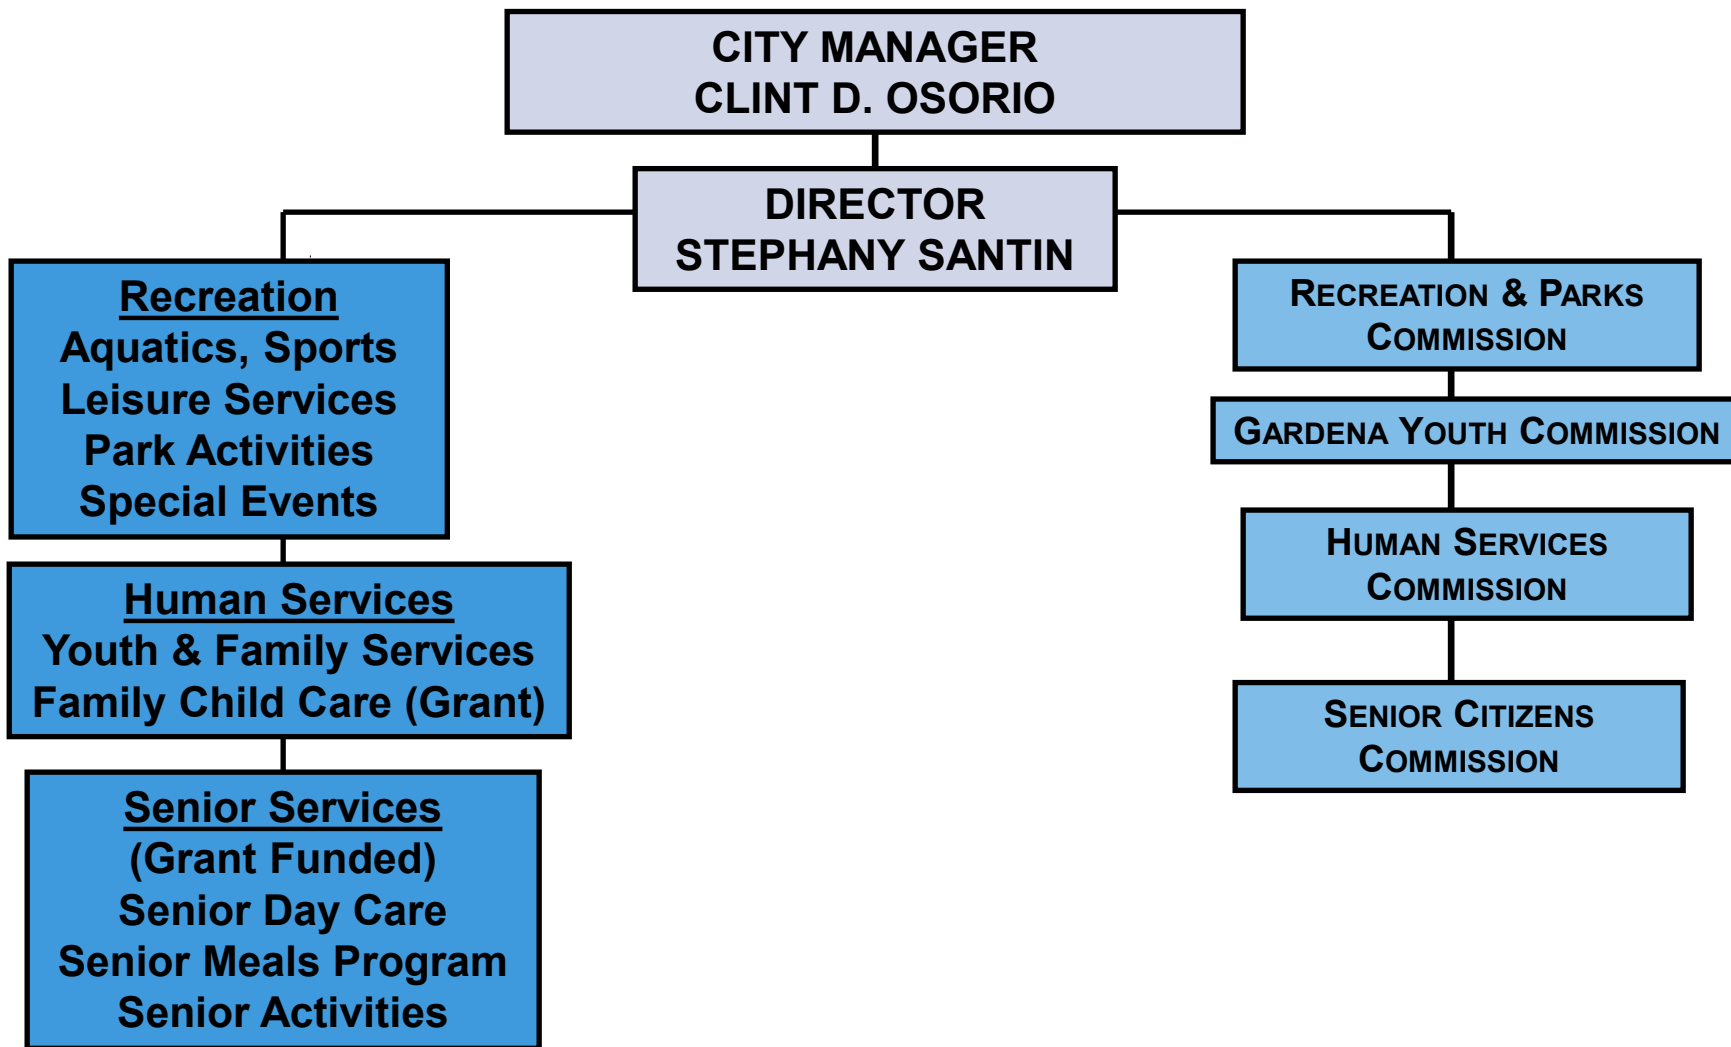 CITY MANAGER
CLINT D. OSORIO
DIRECTOR
STEPHANY SANTIN
Recreation
Aquatics, Sports
Leisure Services
Park Activities
Special Events
Human Services
Youth & Family Services
Family Child Care (Grant)
Senior Services
(Grant Funded)
Senior Day Care
Senior Meals Program
Senior Activities
RECREATION & PARKS
COMMISSION
GARDENA YOUTH COMMISSION
HUMAN SERVICES
COMMISSION
SENIOR CITIZENS
COMMISSION